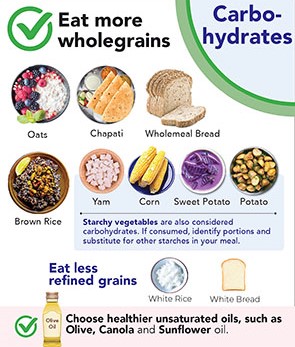 Eat more
wholegrains
Carbo-
hydrates
Oats
Chapati
Wholemeal Bread
Brown Rice
Yam
Corn
Sweet Potato
Potato
Starchy vegetables are also considered
carbohydrates. If consumed, identify portions and
substitute for other starches in your meal.
Eat less
refined grains
White Rice
White Bread
Olive
Oil
Choose healthier unsaturated oils, such as
Olive, Canola and Sunflower oil.